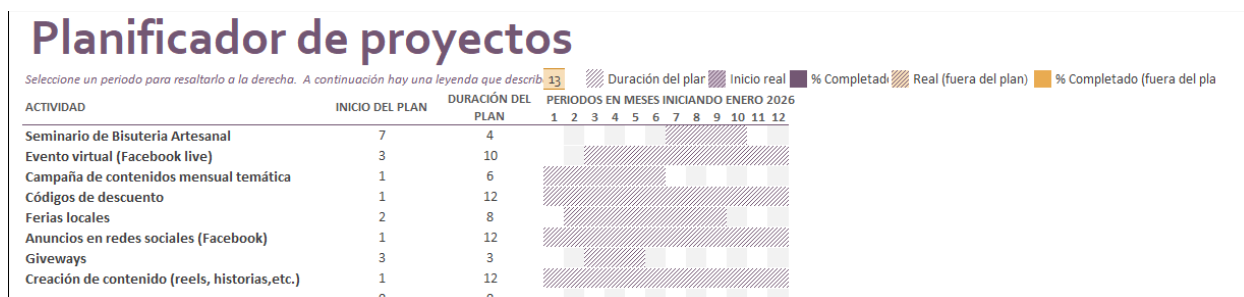 Planificador de proyectos
Seleccione un periodo para resaltarlo a la derecha. A continuación hay una leyenda que describ 13 Duración del plan Inicio real % Completado Real (fuera del plan) % Completado (fuera del pla
ACTIVIDAD INICIO DEL PLAN DURACIÓN DEL PLAN PERIODOS EN MESES INICIANDO ENERO 2026
1 2 3 4 5 6 7 8 9 10 11 12
Seminario de Bisuteria Artesanal 7 4
Evento virtual (Facebook live) 3 10
Campaña de contenidos mensual temática 1 6
Códigos de descuento 1 12
Ferias locales 2 8
Anuncios en redes sociales (Facebook) 1 12
Giveways 3 3
Creación de contenido (reels, historias,etc.) 1 12